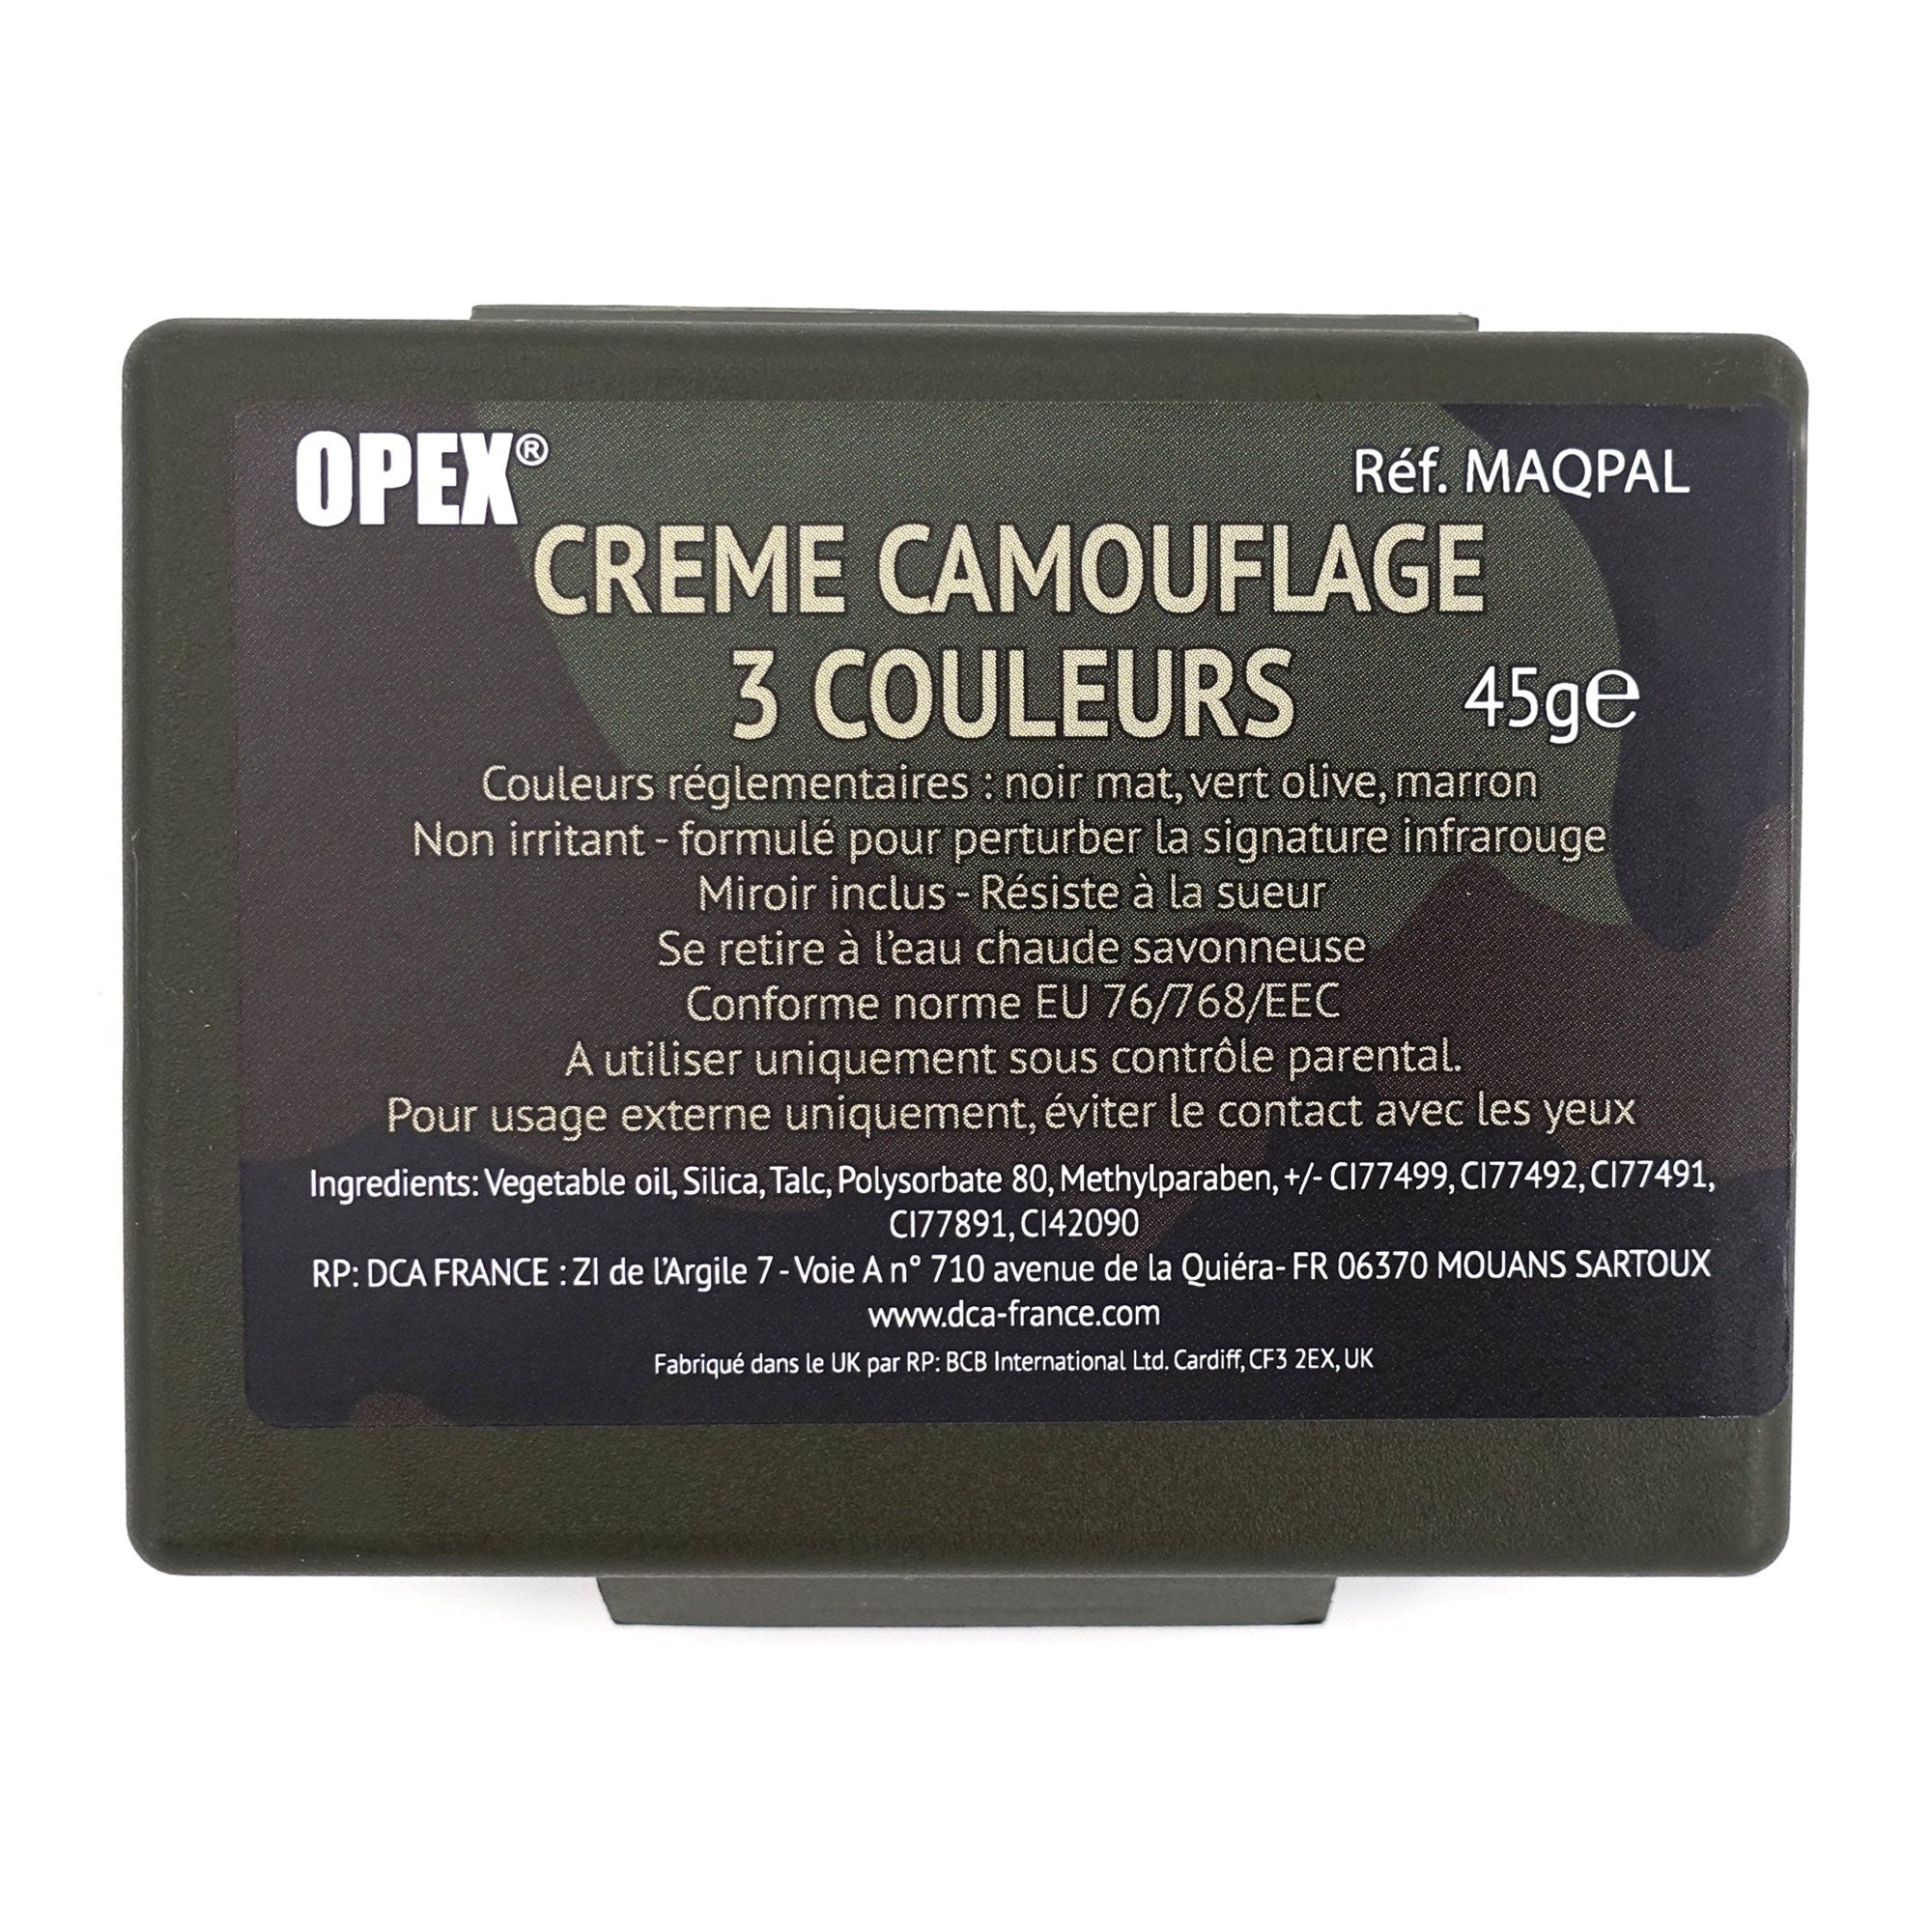 OPEX®
Réf. MAQPAL
CREME CAMOUFLAGE
3 COULEURS
45g℮
Couleurs réglementaires : noir mat, vert olive, marron
Non irritant - formulé pour perturber la signature infrarouge
Miroir inclus - Résiste à la sueur
Se retire à l'eau chaude savonneuse
Conforme norme EU 76/768/EEC
A utiliser uniquement sous contrôle parental.
Pour usage externe uniquement, éviter le contact avec les yeux
Ingredients: Vegetable oil, Silica, Talc, Polysorbate 80, Methylparaben, +/- CI77499, CI77492, CI77491,
CI77891, CI42090
RP: DCA FRANCE : ZI de l'Argile 7 - Voie A n° 710 avenue de la Quiéra- FR 06370 MOUANS SARTOUX
www.dca-france.com
Fabriqué dans le UK par RP: BCB International Ltd. Cardiff, CF3 2EX, UK